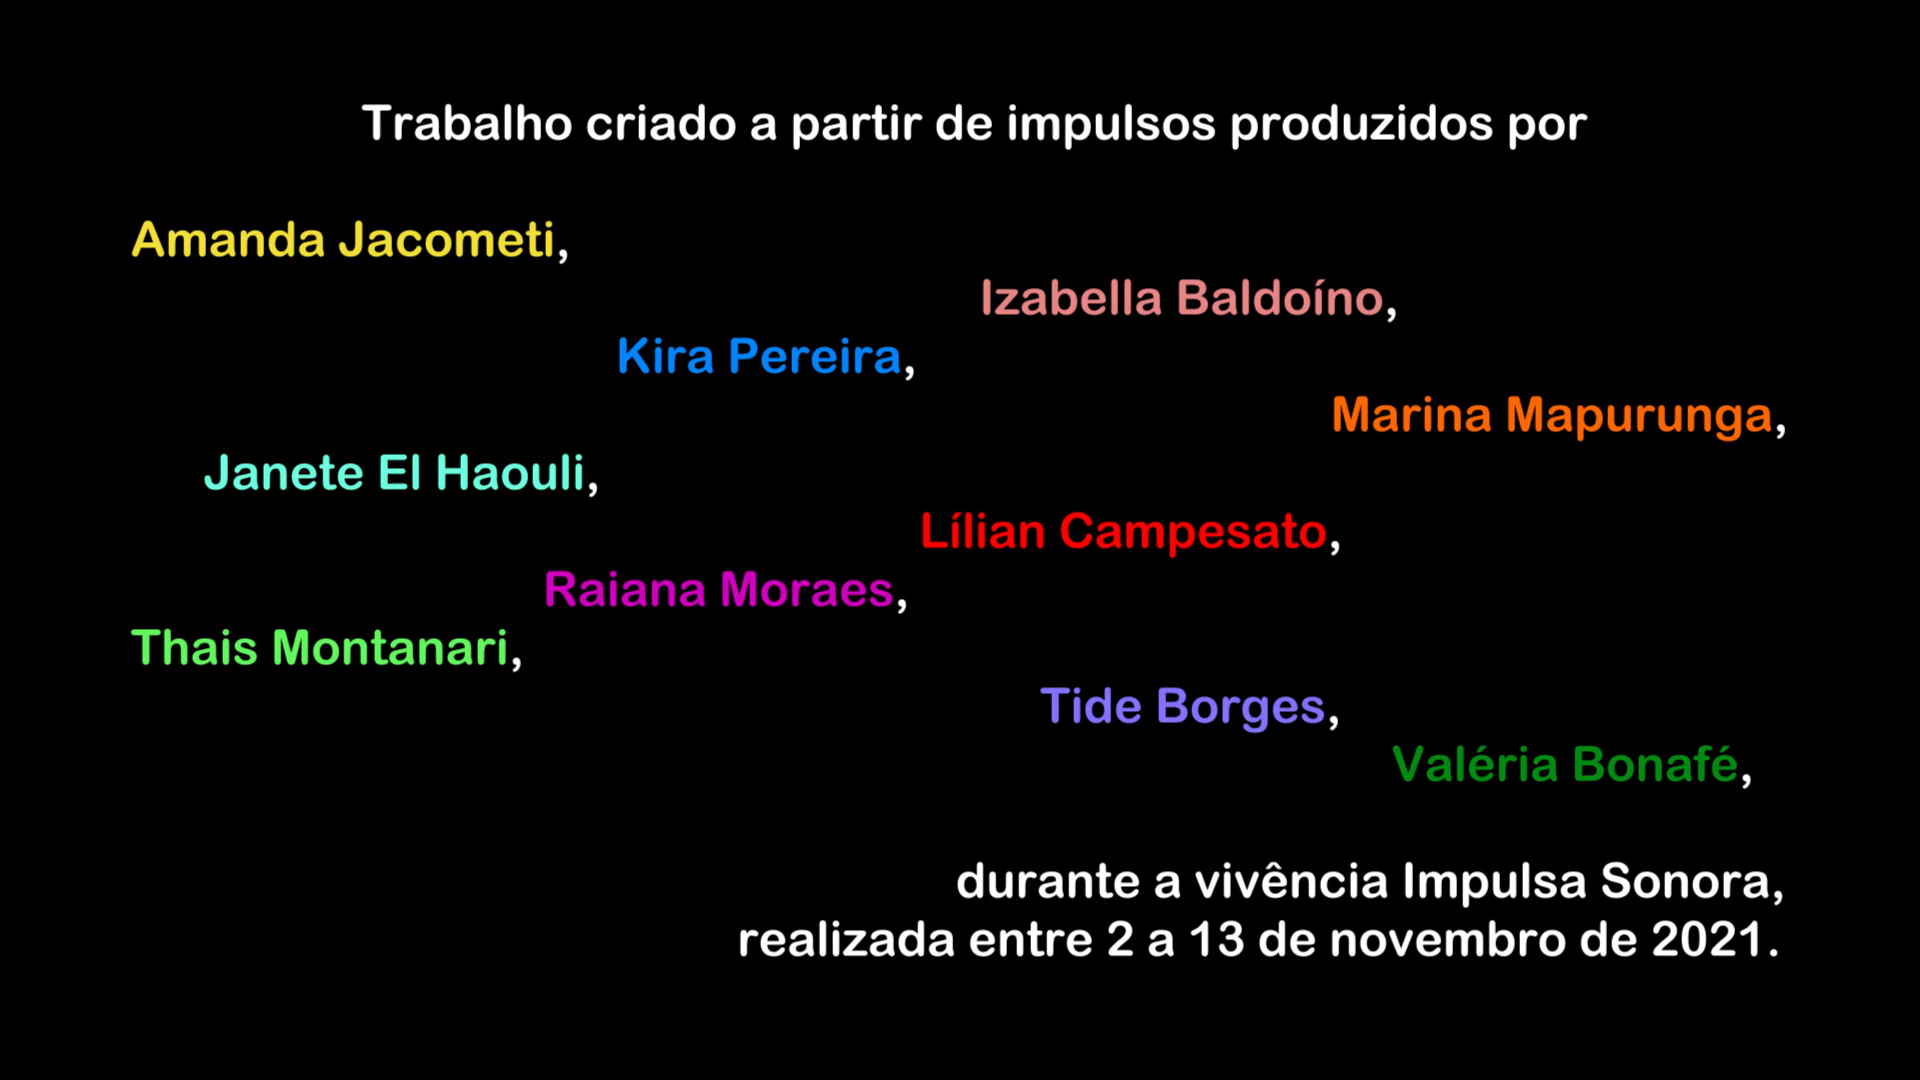 Trabalho criado a partir de impulsos produzidos por
Amanda Jacometi,
Izabella Baldoíno,
Kira Pereira,
Marina Mapurunga,
Janete El Haouli,
Lílian Campesato,
Raiana Moraes,
Thais Montanari,
Tide Borges,
Valéria Bonafé,
durante a vivência Impulsa Sonora,
realizada entre 2 a 13 de novembro de 2021.